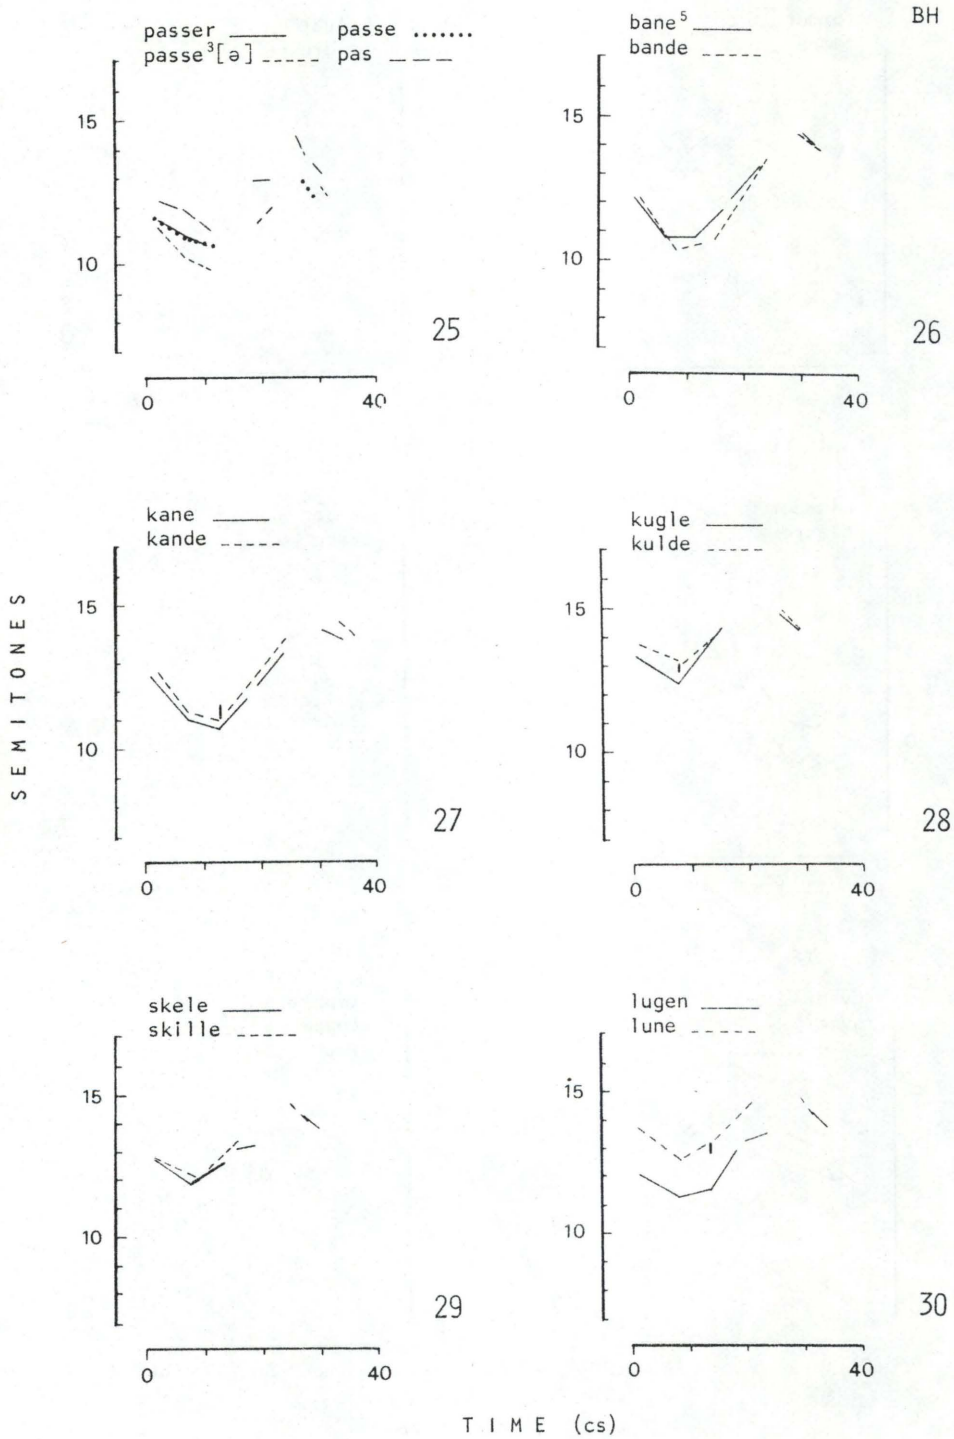 BH
passer passe
passe³[ə] pas
15
10
25
0 40
bane⁵
bande
15
10
26
0 40
kane
kande
15
10
27
0 40
kugle
kulde
15
10
28
0 40
skele
skille
15
10
29
0 40
lugen
lune
15
10
30
0 40
SEMITONES
TIME (cs)